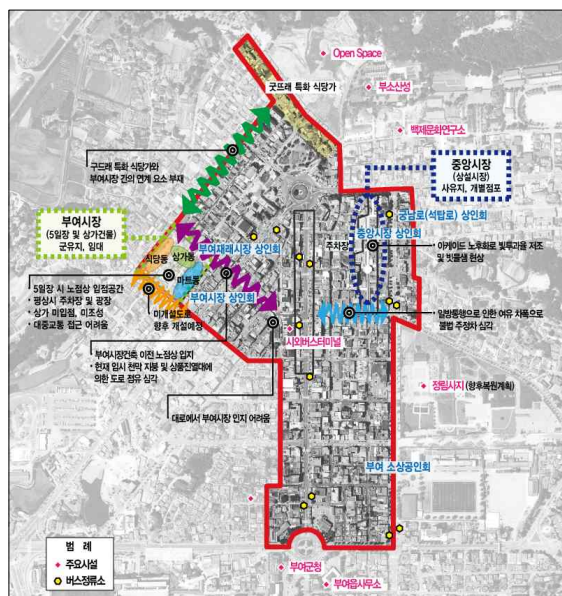 Open Space
굿뜨래 특화 식당가
부소산성
백제문화연구소
구드래 특화 식당가와
부여시장 간의 연계 요소 부재
중앙시장
(상설시장)
사유지, 개별점포
부여시장
(5일장 및 상가건물)
군유지, 임대
궁남로(석탑로) 상인회
중앙시장 상인회
주차장
부여재래시장 상인회
아케이드 노후화로 빛투과율 저조
및 빗물샘 현상
식당동
상가동
마트동
부여시장 상인회
5일장 시 노점상 입점공간
• 평상시 주차장 및 광장
• 상가 미입점, 미조성
• 대중교통 접근 어려움
미개설도로
향후 개설예정
일방통행으로 인한 여유 차폭으로
불법 주정차 심각
시외버스터미널
부여시장건축 이전 노점상 입지
• 현재 임시 천막 지붕 및 상품진열대에
의한 도로 점유 심각
정림사지 (향후복원계획)
대로에서 부여시장 인지 어려움
부여 소상공인회
범 례
주요시설
버스정류소
부여군청
부여읍사무소